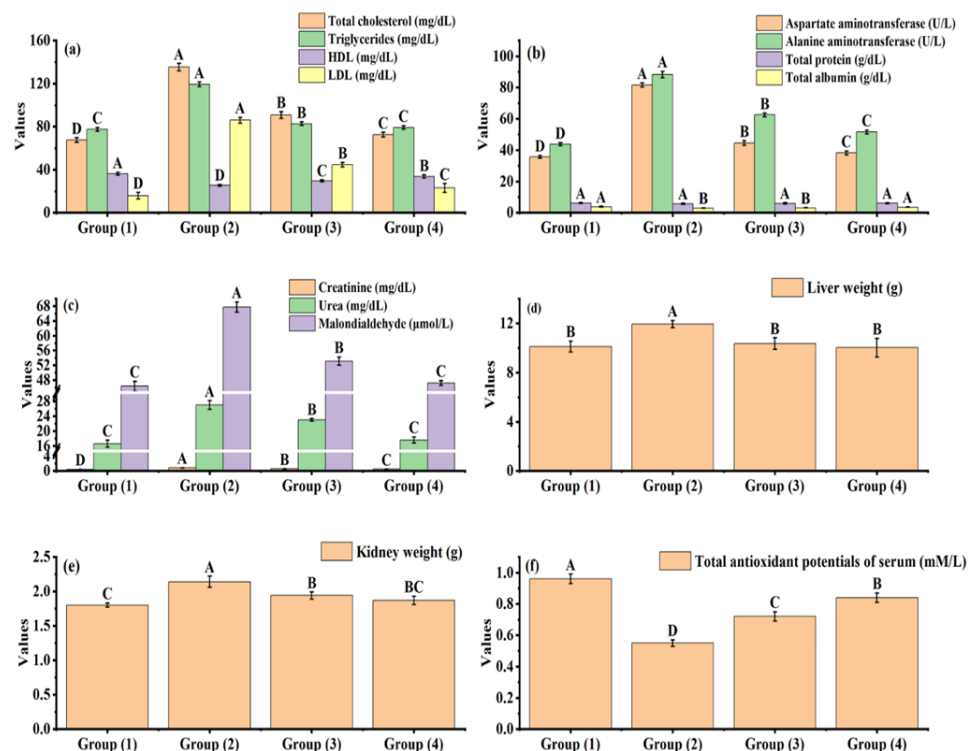 (a)
Total cholesterol (mg/dL)
Triglycerides (mg/dL)
HDL (mg/dL)
LDL (mg/dL)
Values
160
120
80
40
0
D C A D
A A D A
B B C B
C C B C
Group (1) Group (2) Group (3) Group (4)
(b)
Aspartate aminotransferase (U/L)
Alanine aminotransferase (U/L)
Total protein (g/dL)
Total albumin (g/dL)
Values
100
80
60
40
20
0
D D A A
A A A B
B B A B
C C A A
Group (1) Group (2) Group (3) Group (4)
(c)
Creatinine (mg/dL)
Urea (mg/dL)
Malondialdehyde (µmol/L)
Values
68
64
60
56
52
48
28
24
20
16
4
0
D C C
A A A
B B B
C C C
Group (1) Group (2) Group (3) Group (4)
(d)
Liver weight (g)
Values
12
8
4
0
B A B B
Group (1) Group (2) Group (3) Group (4)
(e)
Kidney weight (g)
Values
2.5
2.0
1.5
1.0
0.5
0.0
C A B BC
Group (1) Group (2) Group (3) Group (4)
(f)
Total antioxidant potentials of serum (mM/L)
Values
1.0
0.8
0.6
0.4
0.2
0.0
A D C B
Group (1) Group (2) Group (3) Group (4)